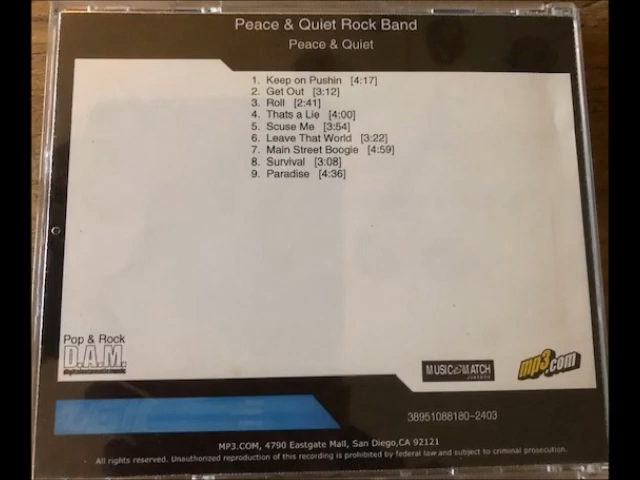 Peace & Quiet Rock Band
Peace & Quiet
1. Keep on Pushin [4:17]
2. Get Out [3:12]
3. Roll [2:41]
4. Thats a Lie [4:00]
5. Scuse Me [3:54]
6. Leave That World [3:22]
7. Main Street Boogie [4:59]
8. Survival [3:08]
9. Paradise [4:36]
Pop & Rock
D.A.M.
MUSICMATCH
JUKEBOX
mp3.com
38951088180-2403
MP3.COM, 4790 Eastgate Mall, San Diego,CA 92121
All rights reserved. Unauthorized reproduction of this recording is prohibited by federal law and subject to criminal prosecution.